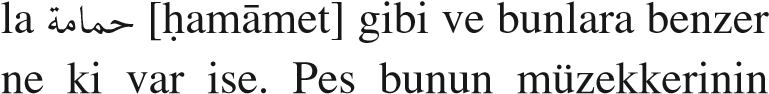 la حمامة [ḥamāmet] gibi ve bunlara benzer
ne ki var ise. Pes bunun müzekkerinin